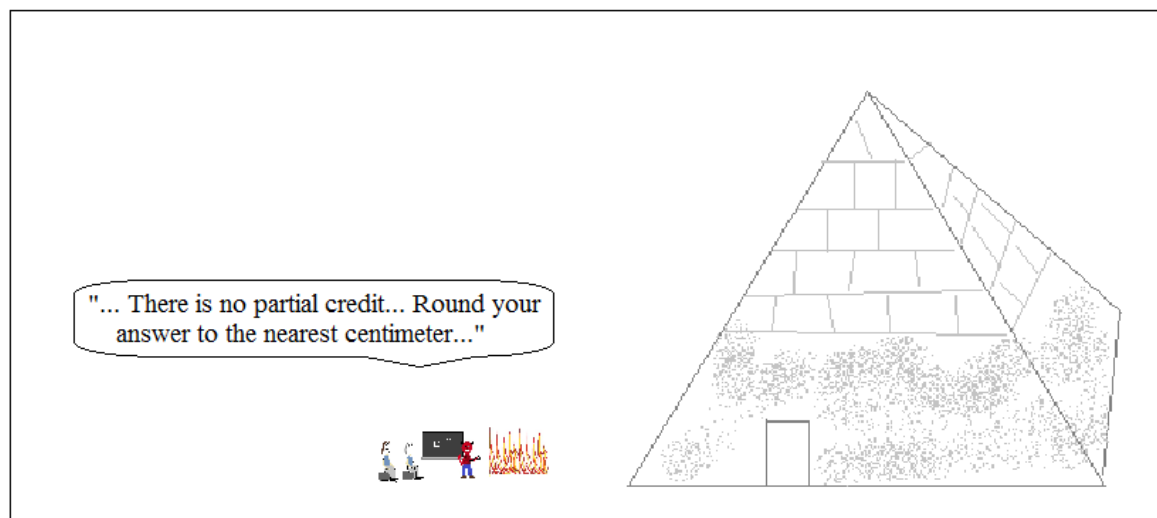 "... There is no partial credit... Round your
answer to the nearest centimeter..."